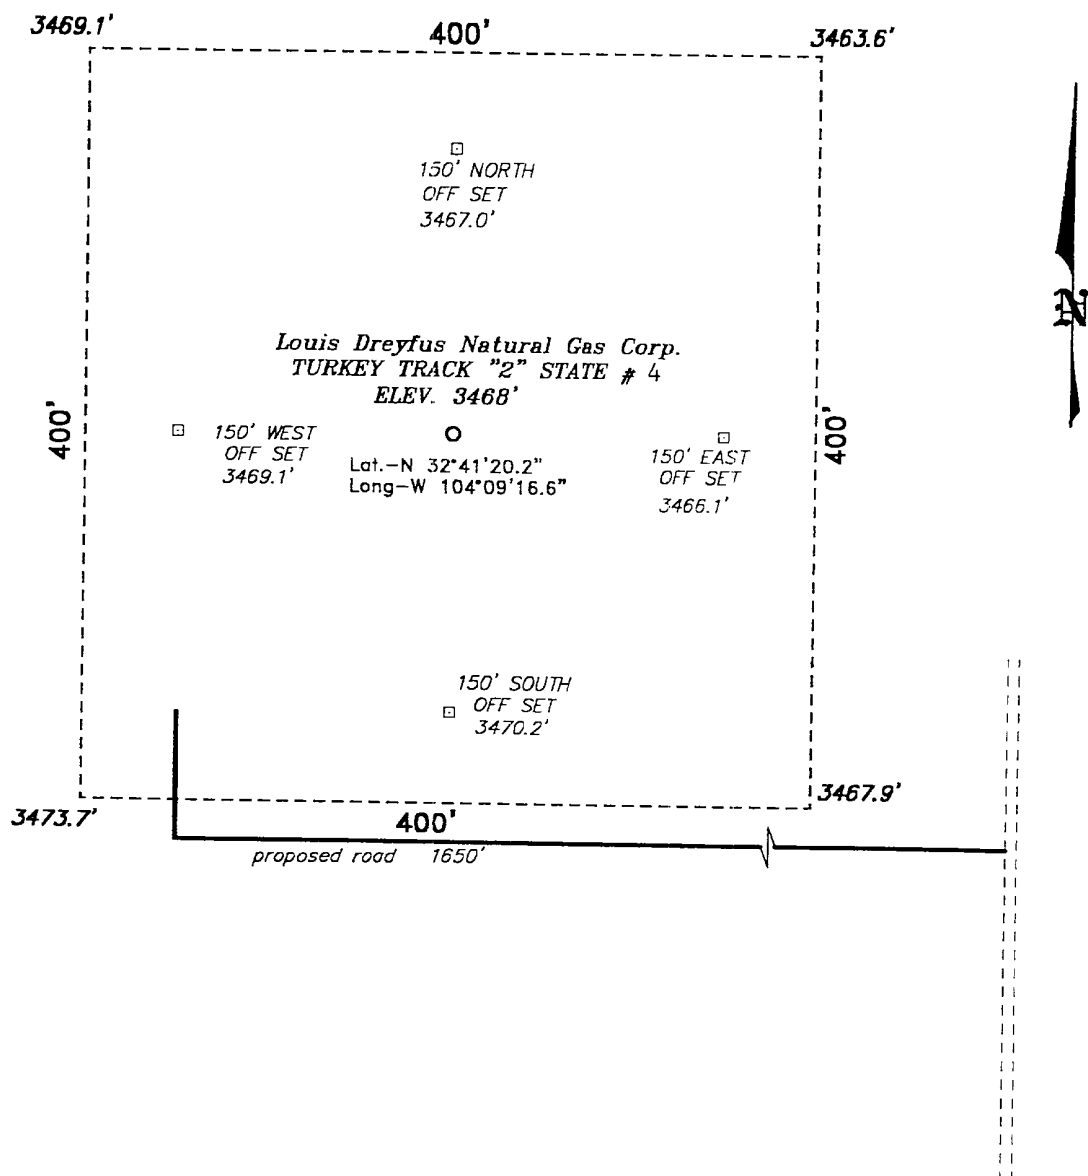 3469.1'
400'
3463.6'
150' NORTH
OFF SET
3467.0'
N
Louis Dreyfus Natural Gas Corp.
TURKEY TRACK "2" STATE # 4
ELEV. 3468'
400'
150' WEST
OFF SET
3469.1'
Lat.-N 32°41'20.2"
Long-W 104°09'16.6"
150' EAST
OFF SET
3466.1'
400'
150' SOUTH
OFF SET
3470.2'
3473.7'
400'
3467.9'
proposed road 1650'